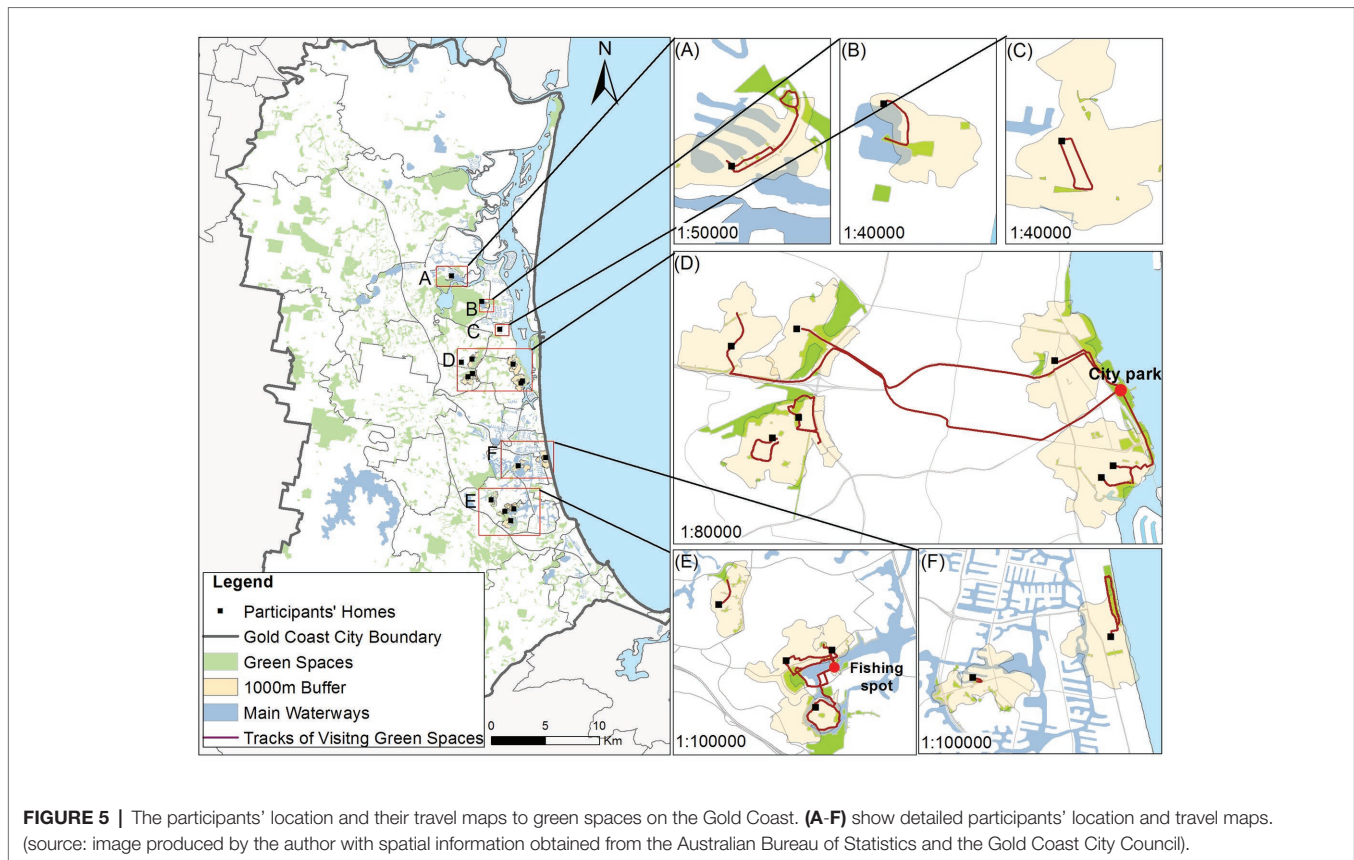 N
A
B
C
D
F
E
Legend
Participants' Homes
Gold Coast City Boundary
Green Spaces
1000m Buffer
Main Waterways
Tracks of Visitng Green Spaces
0 5 10
Km
(A)
1:50000
(B)
1:40000
(C)
1:40000
(D)
City park
1:80000
(E)
Fishing
spot
1:100000
(F)
1:100000
FIGURE 5 | The participants' location and their travel maps to green spaces on the Gold Coast. (A-F) show detailed participants' location and travel maps.
(source: image produced by the author with spatial information obtained from the Australian Bureau of Statistics and the Gold Coast City Council).